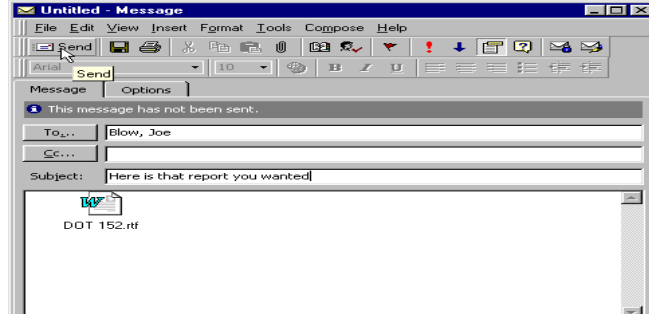 Untitled - Message
File Edit View Insert Format Tools Compose Help
Send
Arial 10 B I U
Send
Message Options
This message has not been sent.
To... Blow, Joe
Cc...
Subject: Here is that report you wanted
DOT 152.rtf